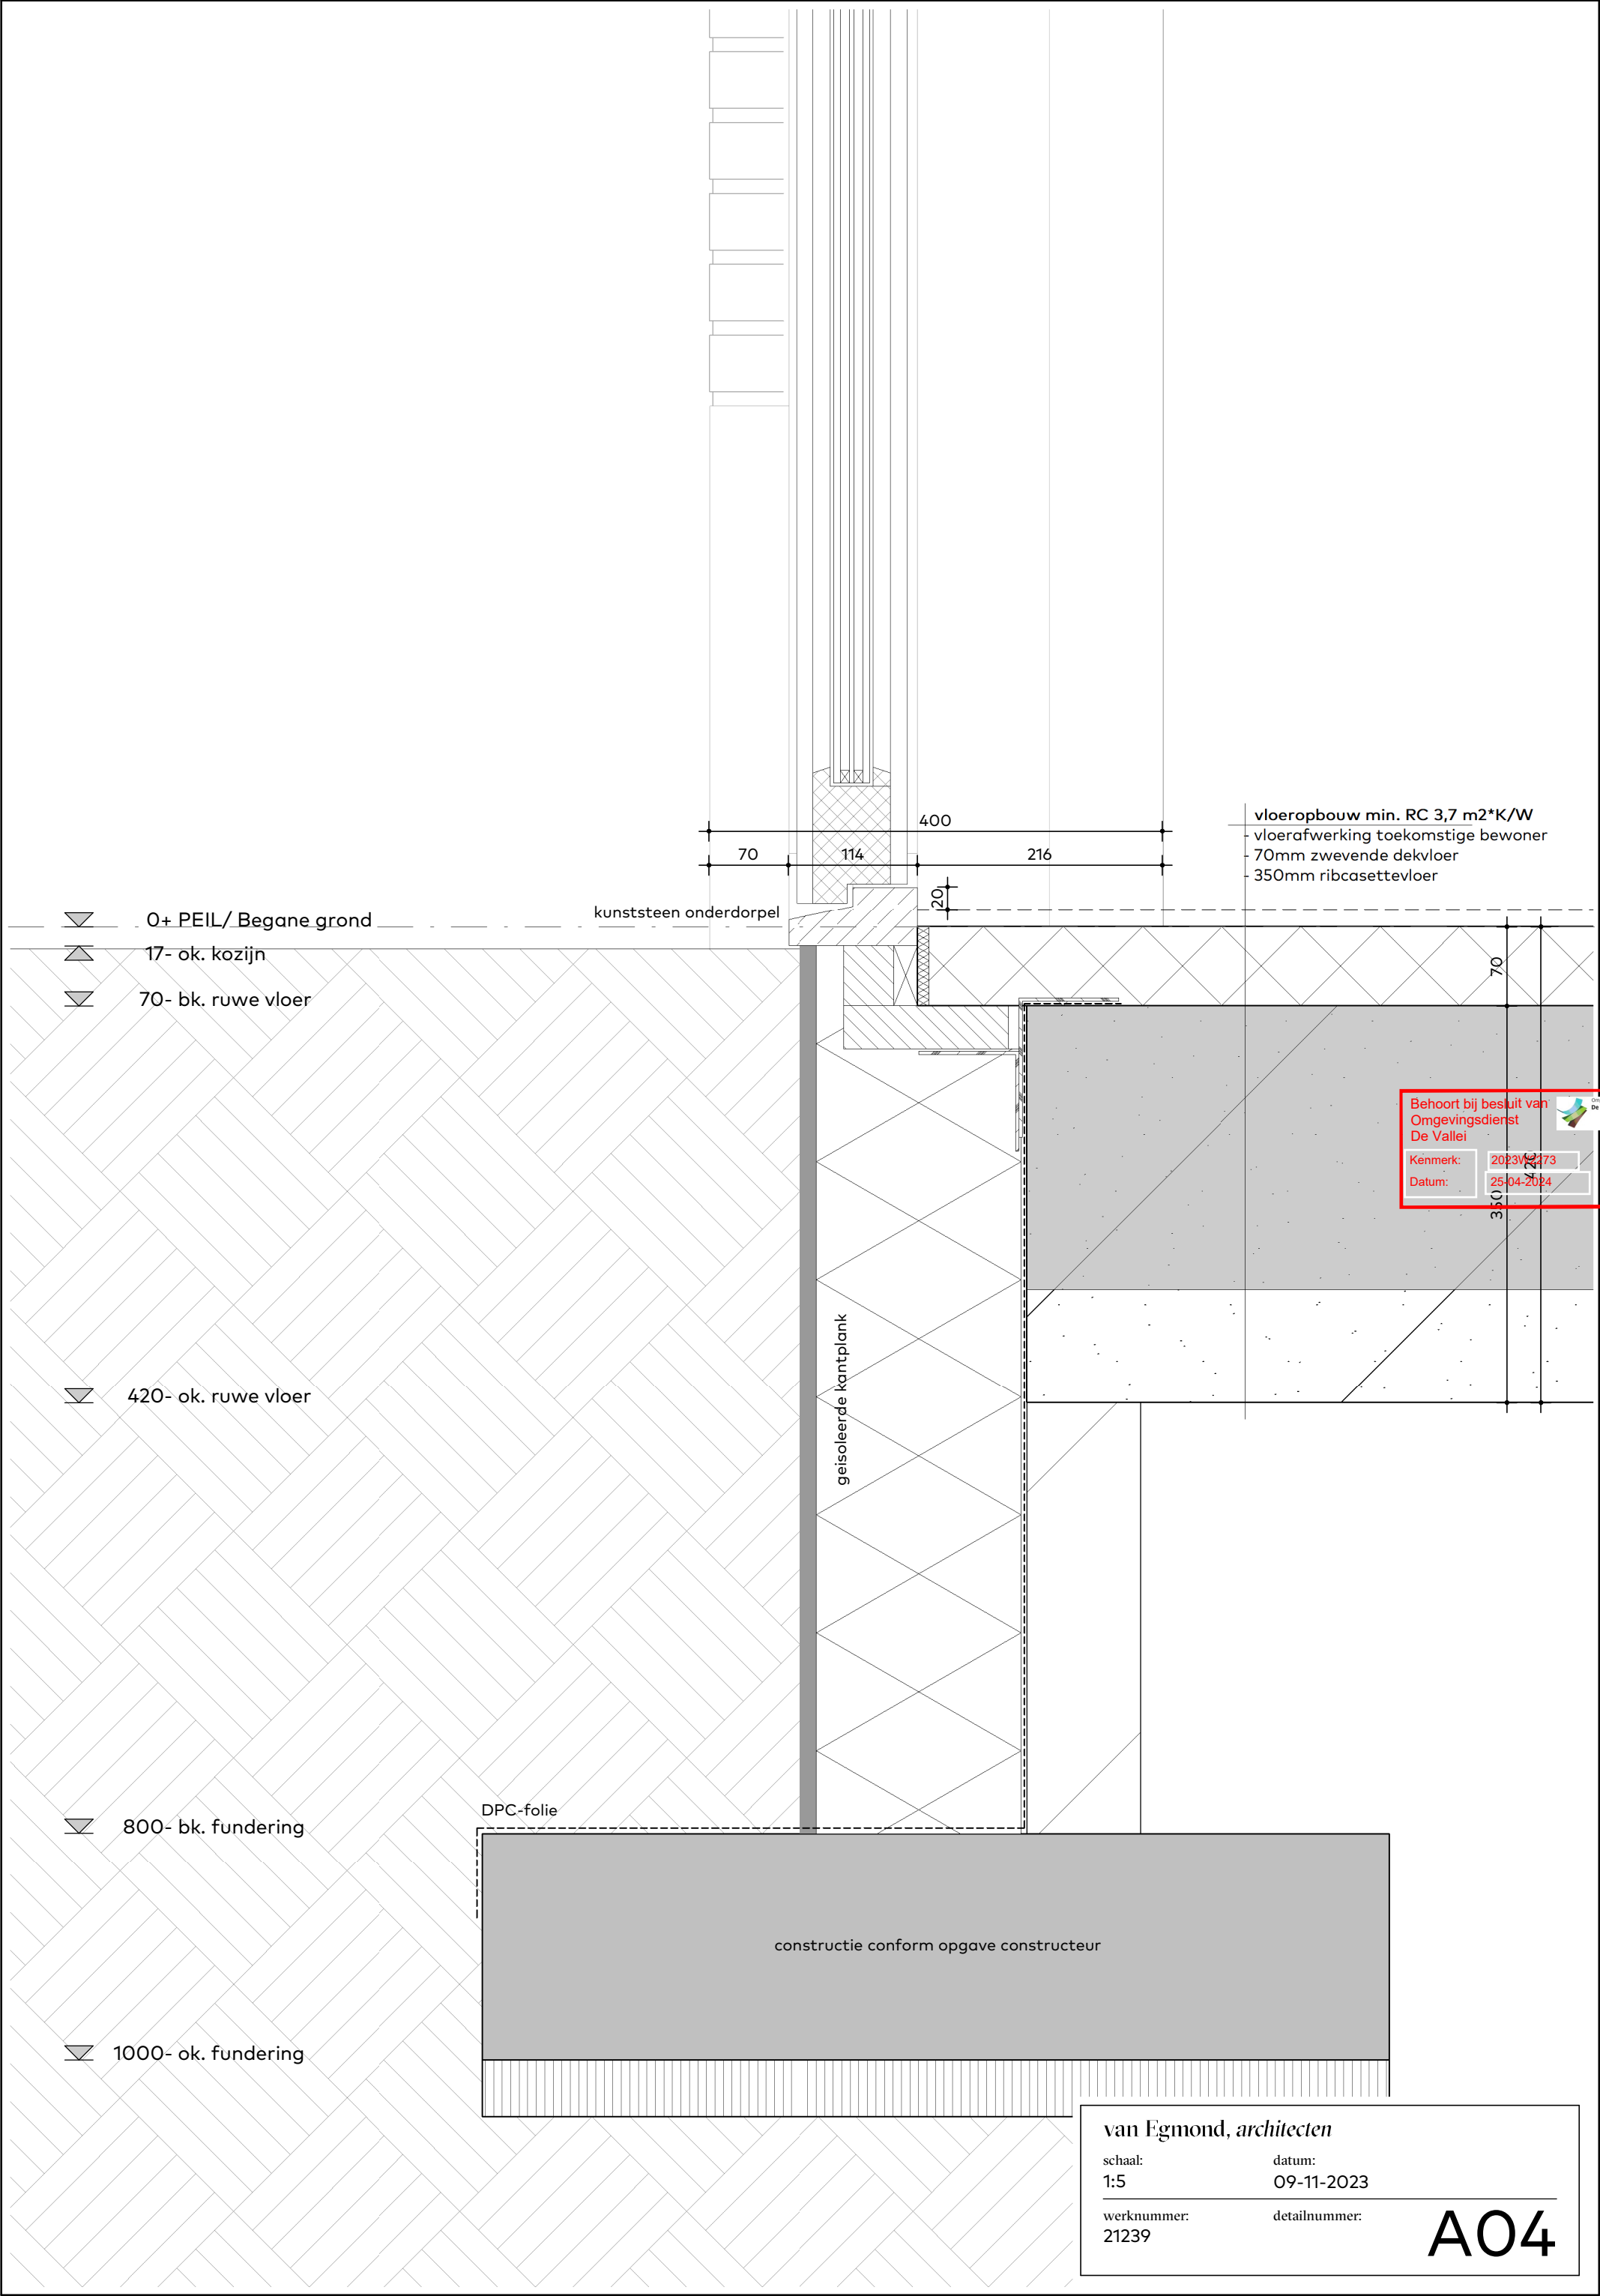 400
70
114
216
20
vloeropbouw min. RC 3,7 m2*K/W
- vloerafwerking toekomstige bewoner
- 70mm zwevende dekvloer
- 350mm ribcasettevloer
kunststeen onderdorpel
0+ PEIL/ Begane grond
17- ok. kozijn
70- bk. ruwe vloer
70
Behoort bij besluit van
Omgevingsdienst
De Vallei
Kenmerk:
Datum: 25-04-2024
420
350
420- ok. ruwe vloer
geisoleerde kantplank
DPC-folie
800- bk. fundering
constructie conform opgave constructeur
1000- ok. fundering
van Egmond, architecten
schaal: datum:
1:5 09-11-2023
werknummer: detailnummer:
21239 A04